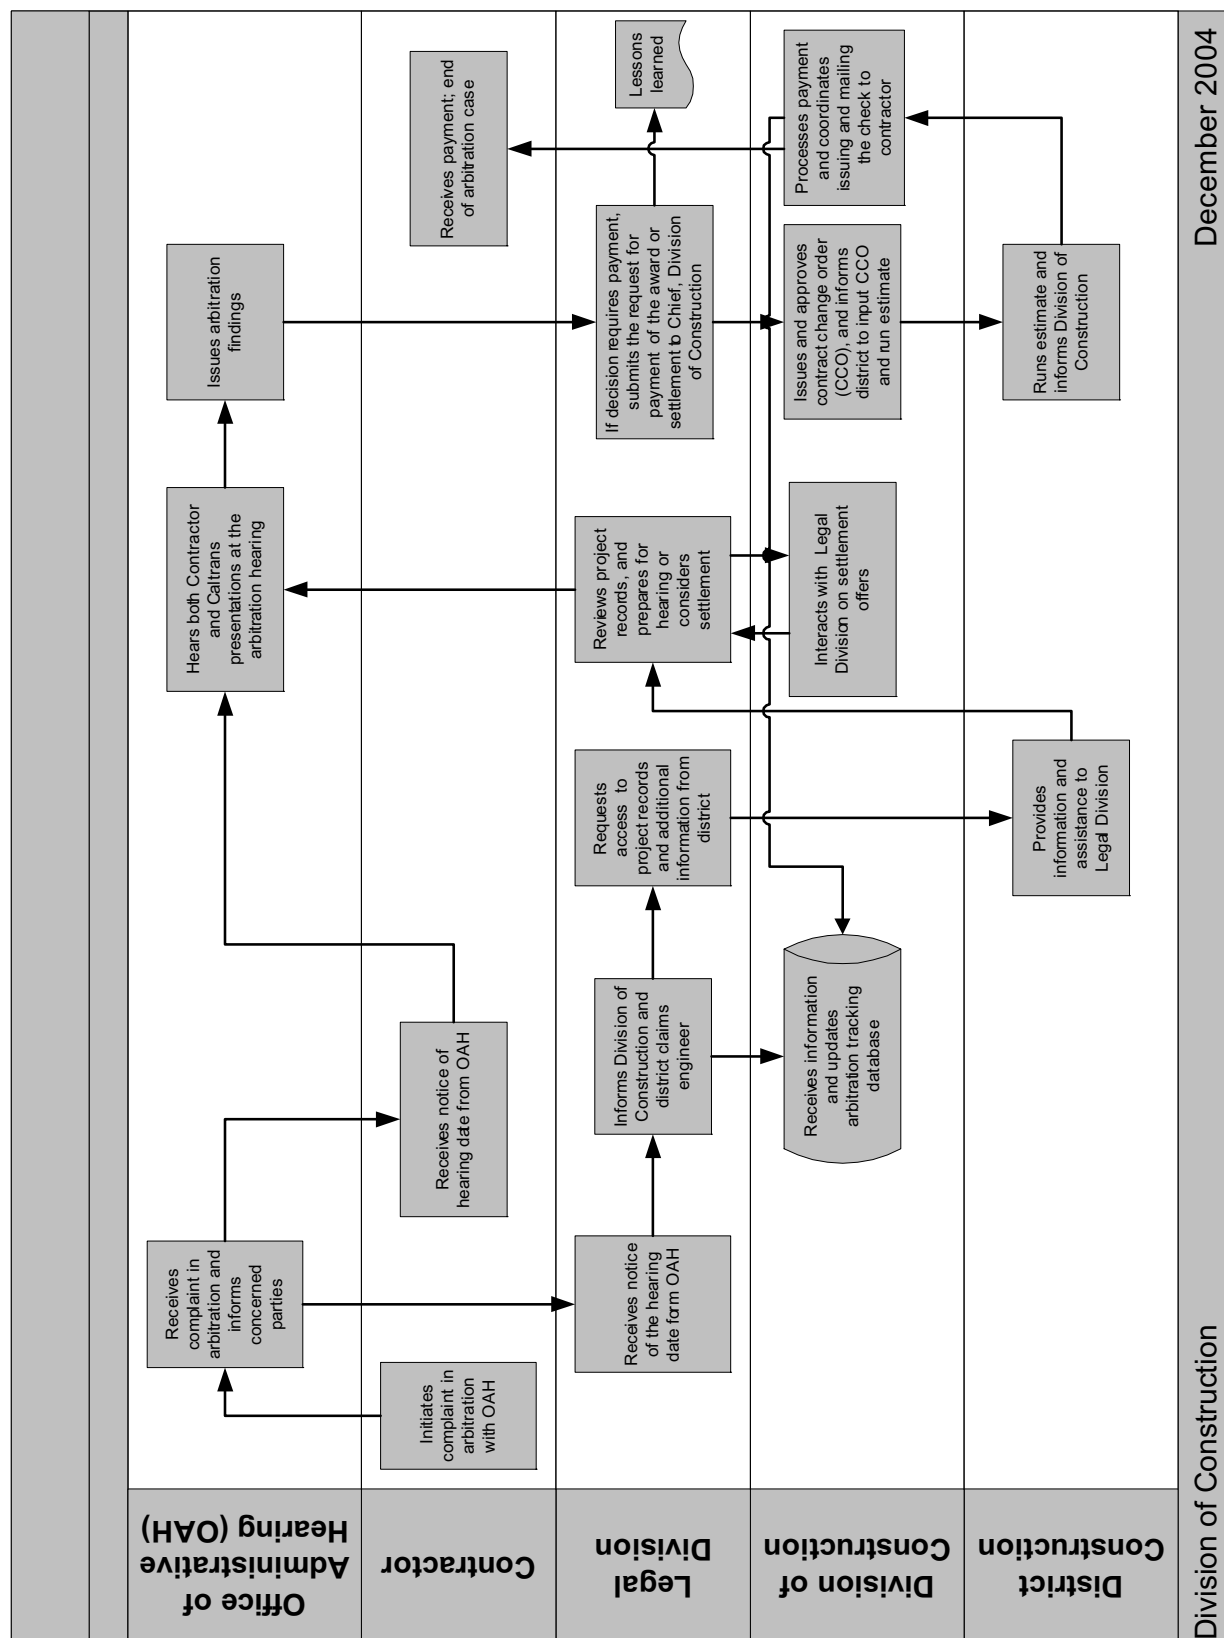 Office of
Administrative
Hearing (OAH)
Receives
complaint in
arbitration and
informs
concerned
parties
Hears both Contractor
and Caltrans
presentations at the
arbitration hearing
Issues arbitration
findings
Contractor
Initiates
complaint in
arbitration
with OAH
Receives notice of
hearing date from OAH
Receives payment; end
of arbitration case
Legal
Division
Receives notice
of the hearing
date form OAH
Informs Division of
Construction and
district claims
engineer
Requests
access to
project records
and additional
information from
district
Reviews project
records, and
prepares for
hearing or
considers
settlement
If decision requires payment,
submits the request for
payment of the award or
settlement to Chief, Division
of Construction
Lessons
learned
Division of
Construction
Receives information
and updates
arbitration tracking
database
Interacts with Legal
Division on settlement
offers
Issues and approves
contract change order
(CCO), and informs
district to input CCO
and run estimate
Processes payment
and coordinates
issuing and mailing
the check to
contractor
District
Construction
Provides
information and
assistance to
Legal Division
Runs estimate and
informs Division of
Construction
Division of Construction
December 2004